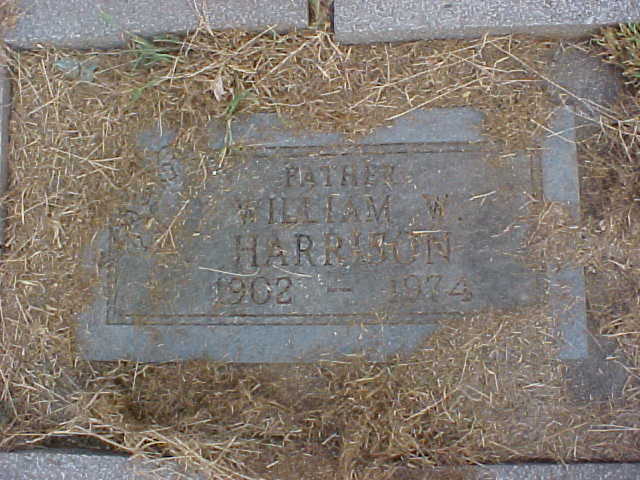 FATHER
WILLIAM W.
HARRISON
1902 — 1974